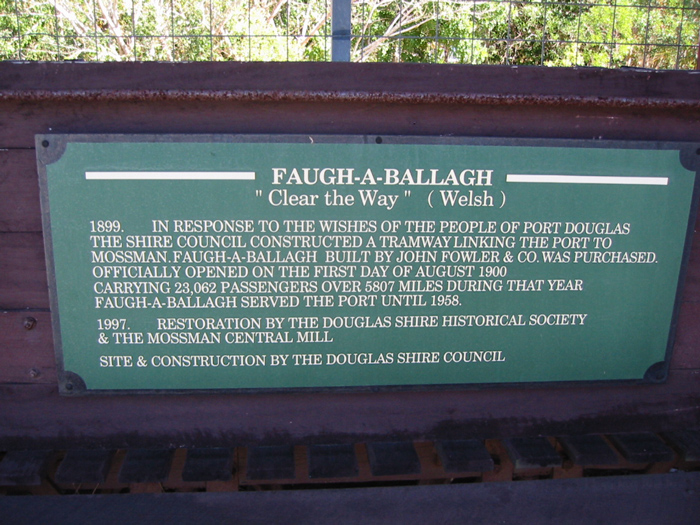 FAUGH-A-BALLAGH
" Clear the Way " ( Welsh )
1899. IN RESPONSE TO THE WISHES OF THE PEOPLE OF PORT DOUGLAS
THE SHIRE COUNCIL CONSTRUCTED A TRAMWAY LINKING THE PORT TO
MOSSMAN. FAUGH-A-BALLAGH BUILT BY JOHN FOWLER & CO. WAS PURCHASED.
OFFICIALLY OPENED ON THE FIRST DAY OF AUGUST 1900
CARRYING 23,062 PASSENGERS OVER 5807 MILES DURING THAT YEAR
FAUGH-A-BALLAGH SERVED THE PORT UNTIL 1958.
1997. RESTORATION BY THE DOUGLAS SHIRE HISTORICAL SOCIETY
& THE MOSSMAN CENTRAL MILL
SITE & CONSTRUCTION BY THE DOUGLAS SHIRE COUNCIL